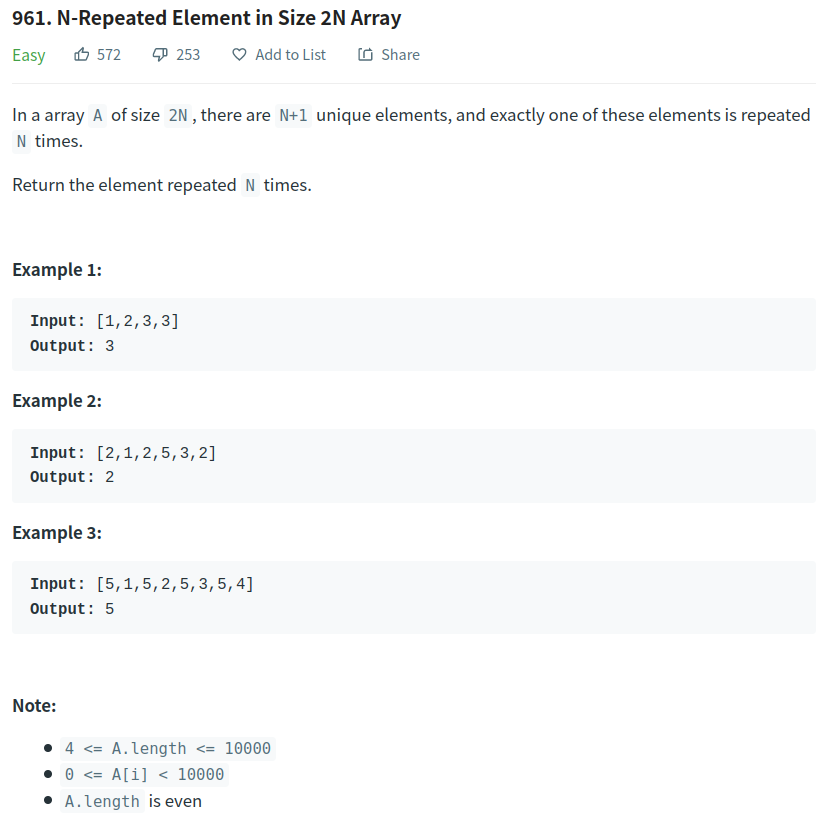 961. N-Repeated Element in Size 2N Array
Easy 572 253 Add to List Share
In a array A of size 2N , there are N+1 unique elements, and exactly one of these elements is repeated
N times.
Return the element repeated N times.
Example 1:
Input: [1,2,3,3]
Output: 3
Example 2:
Input: [2,1,2,5,3,2]
Output: 2
Example 3:
Input: [5,1,5,2,5,3,5,4]
Output: 5
Note:
● 4 <= A.length <= 10000
● 0 <= A[i] < 10000
● A.length is even